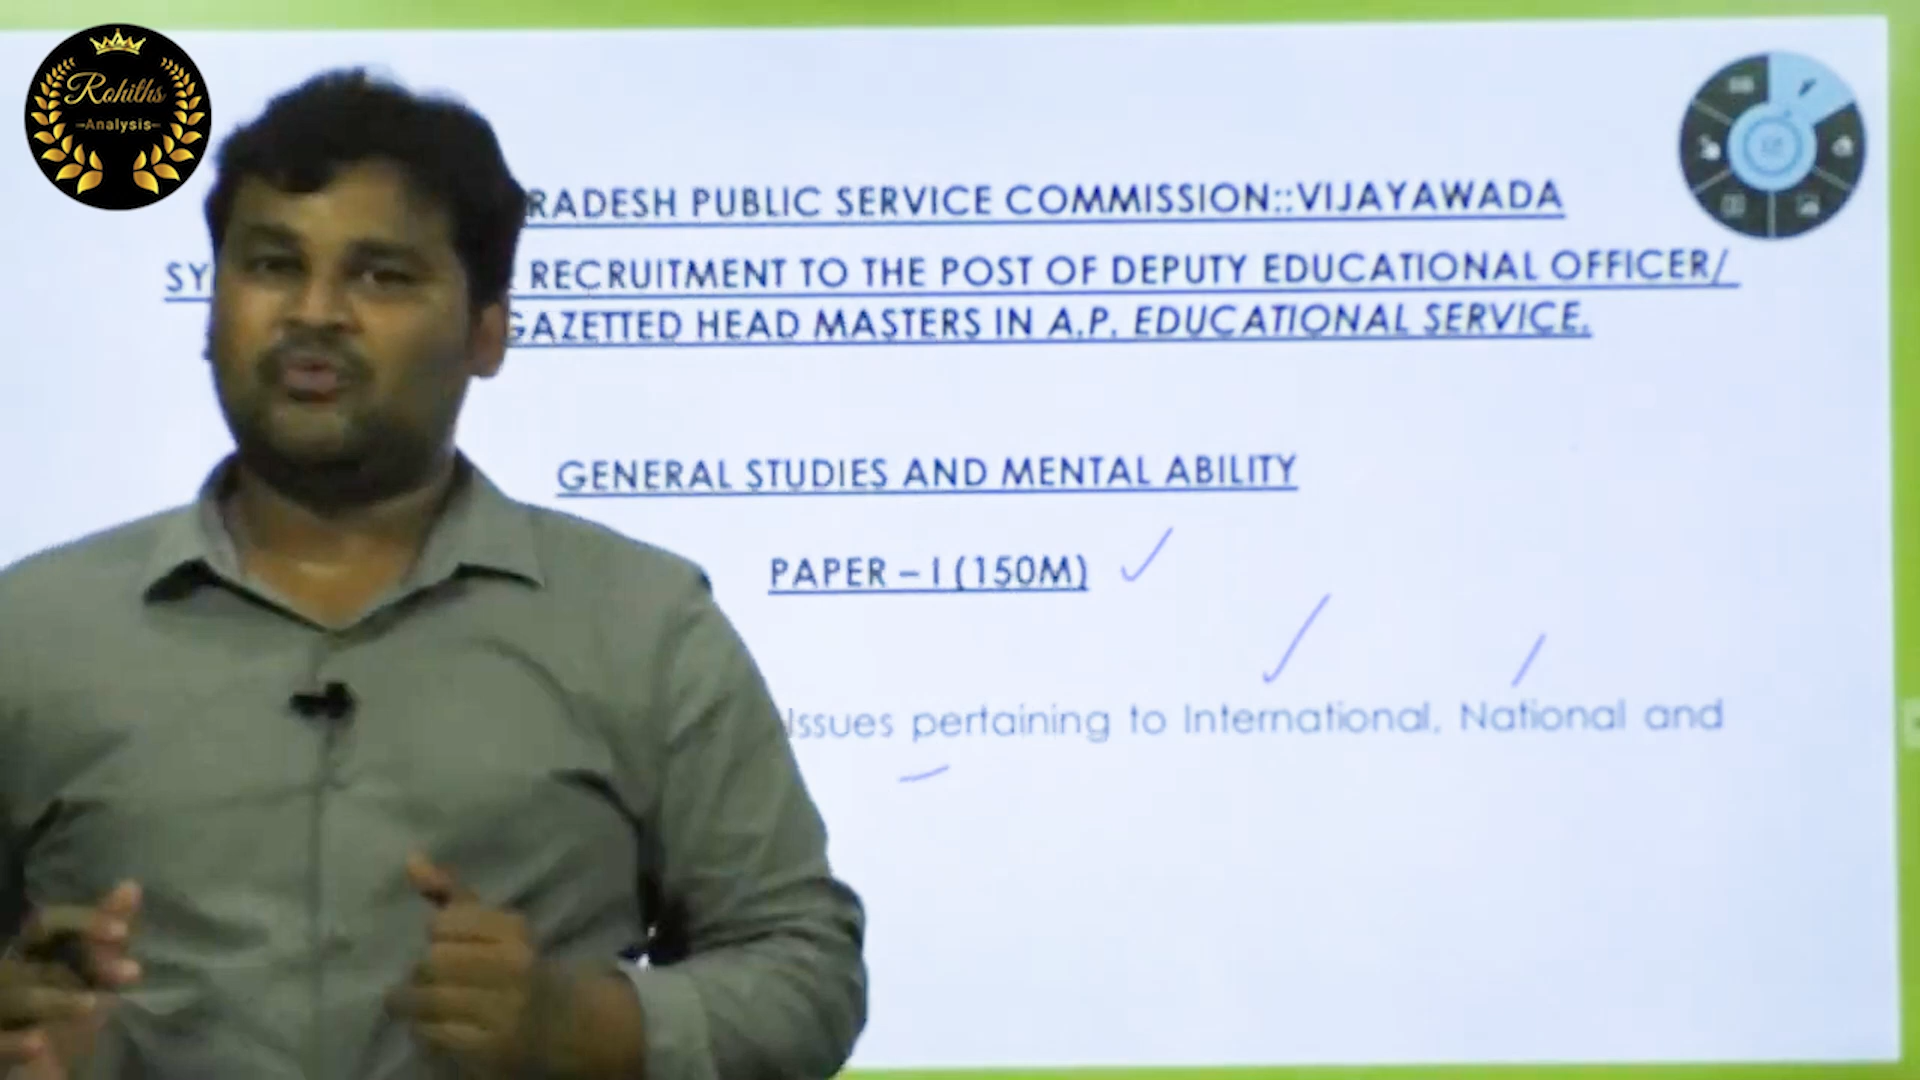 Rohiths
-Analysis-
RADESH PUBLIC SERVICE COMMISSION::VIJAYAWADA
SY RECRUITMENT TO THE POST OF DEPUTY EDUCATIONAL OFFICER/
GAZETTED HEAD MASTERS IN A.P. EDUCATIONAL SERVICE.
GENERAL STUDIES AND MENTAL ABILITY
PAPER – I (150M)
Issues pertaining to International, National and